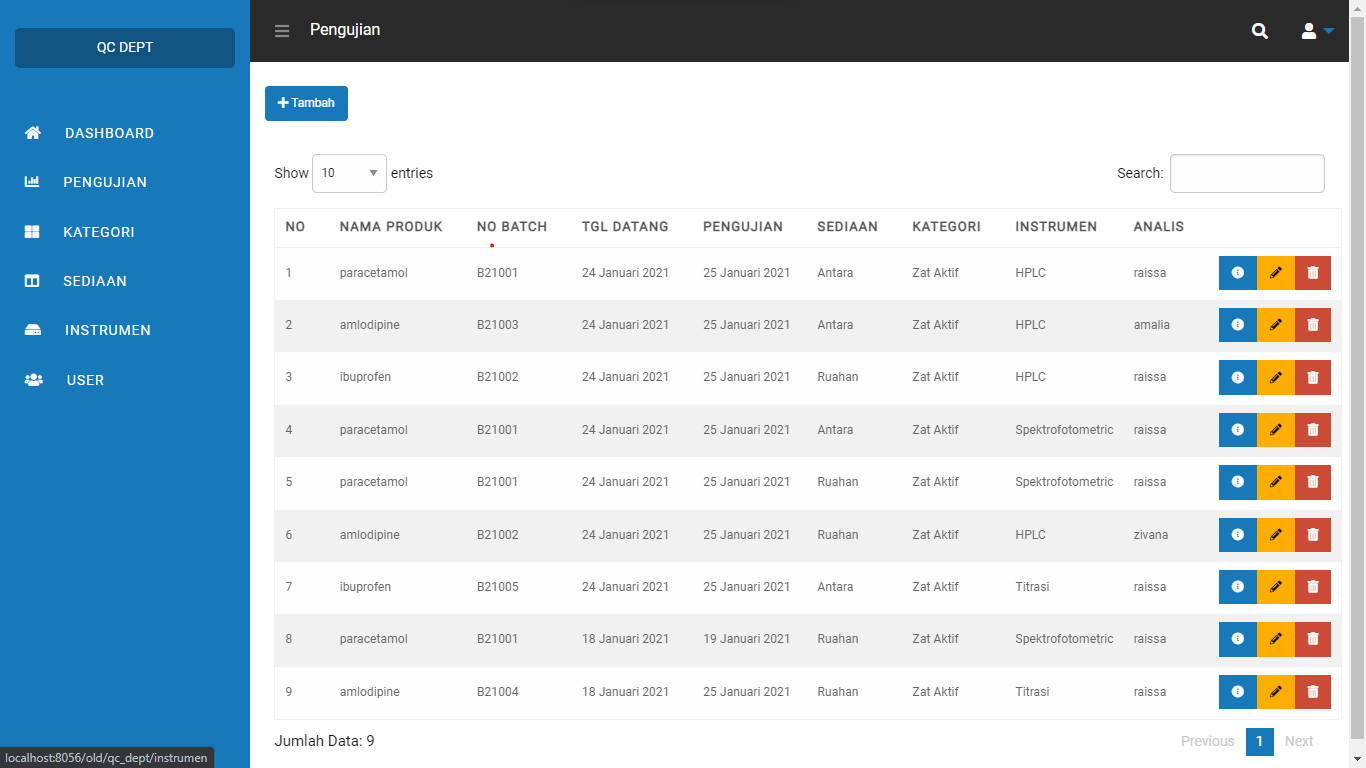 QC DEPT
Pengujian
DASHBOARD
PENGUJIAN
KATEGORI
SEDIAAN
INSTRUMEN
USER
Tambah
Show 10 entries
Search:
NO NAMA PRODUK NO BATCH TGL DATANG PENGUJIAN SEDIAAN KATEGORI INSTRUMEN ANALIS
1 paracetamol B21001 24 Januari 2021 25 Januari 2021 Antara Zat Aktif HPLC raissa
2 amlodipine B21003 24 Januari 2021 25 Januari 2021 Antara Zat Aktif HPLC amalia
3 ibuprofen B21002 24 Januari 2021 25 Januari 2021 Ruahan Zat Aktif HPLC raissa
4 paracetamol B21001 24 Januari 2021 25 Januari 2021 Antara Zat Aktif Spektrofotometric raissa
5 paracetamol B21001 24 Januari 2021 25 Januari 2021 Ruahan Zat Aktif Spektrofotometric raissa
6 amlodipine B21002 24 Januari 2021 25 Januari 2021 Ruahan Zat Aktif HPLC zivana
7 ibuprofen B21005 24 Januari 2021 25 Januari 2021 Antara Zat Aktif Titrasi raissa
8 paracetamol B21001 18 Januari 2021 19 Januari 2021 Ruahan Zat Aktif Spektrofotometric raissa
9 amlodipine B21004 18 Januari 2021 25 Januari 2021 Ruahan Zat Aktif Titrasi raissa
Jumlah Data: 9
Previous 1 Next
localhost:8056/old/qc_dept/instrumen